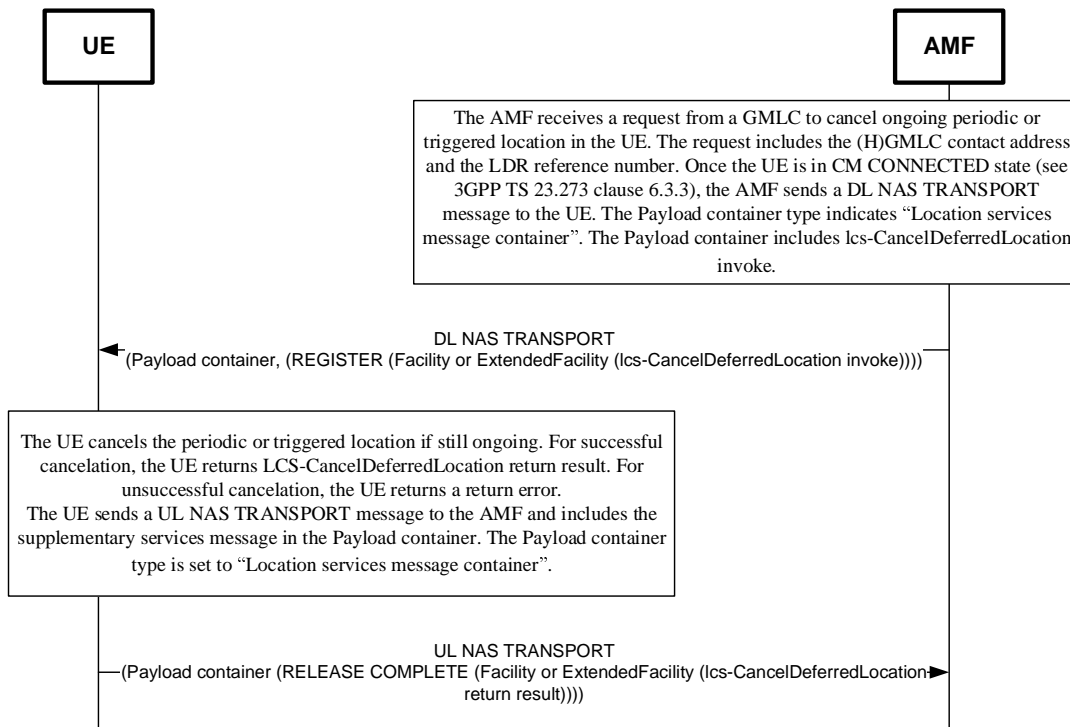 UE
AMF
The AMF receives a request from a GMLC to cancel ongoing periodic or
triggered location in the UE. The request includes the (H)GMLC contact address
and the LDR reference number. Once the UE is in CM CONNECTED state (see
3GPP TS 23.273 clause 6.3.3), the AMF sends a DL NAS TRANSPORT
message to the UE. The Payload container type indicates “Location services
message container”. The Payload container includes lcs-CancelDeferredLocation
invoke.
DL NAS TRANSPORT
(Payload container, (REGISTER (Facility or ExtendedFacility (lcs-CancelDeferredLocation invoke))))
The UE cancels the periodic or triggered location if still ongoing. For successful
cancelation, the UE returns LCS-CancelDeferredLocation return result. For
unsuccessful cancelation, the UE returns a return error.
The UE sends a UL NAS TRANSPORT message to the AMF and includes the
supplementary services message in the Payload container. The Payload container
type is set to “Location services message container”.
UL NAS TRANSPORT
(Payload container (RELEASE COMPLETE (Facility or ExtendedFacility (lcs-CancelDeferredLocation
return result))))